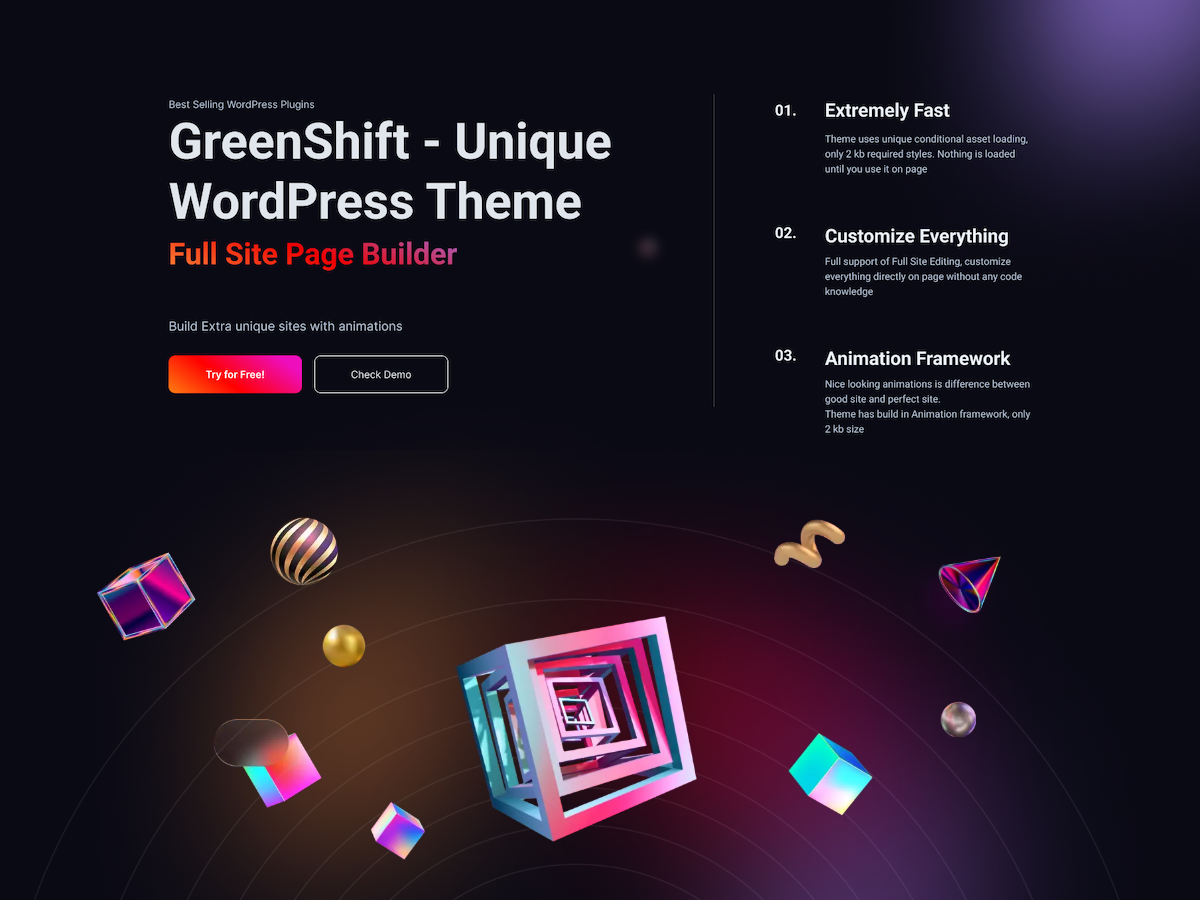 Best Selling WordPress Plugins
GreenShift - Unique
WordPress Theme
Full Site Page Builder
Build Extra unique sites with animations
Try for Free!
Check Demo
01.
Extremely Fast
Theme uses unique conditional asset loading,
only 2 kb required styles. Nothing is loaded
until you use it on page
02.
Customize Everything
Full support of Full Site Editing, customize
everything directly on page without any code
knowledge
03.
Animation Framework
Nice looking animations is difference between
good site and perfect site.
Theme has build in Animation framework, only
2 kb size